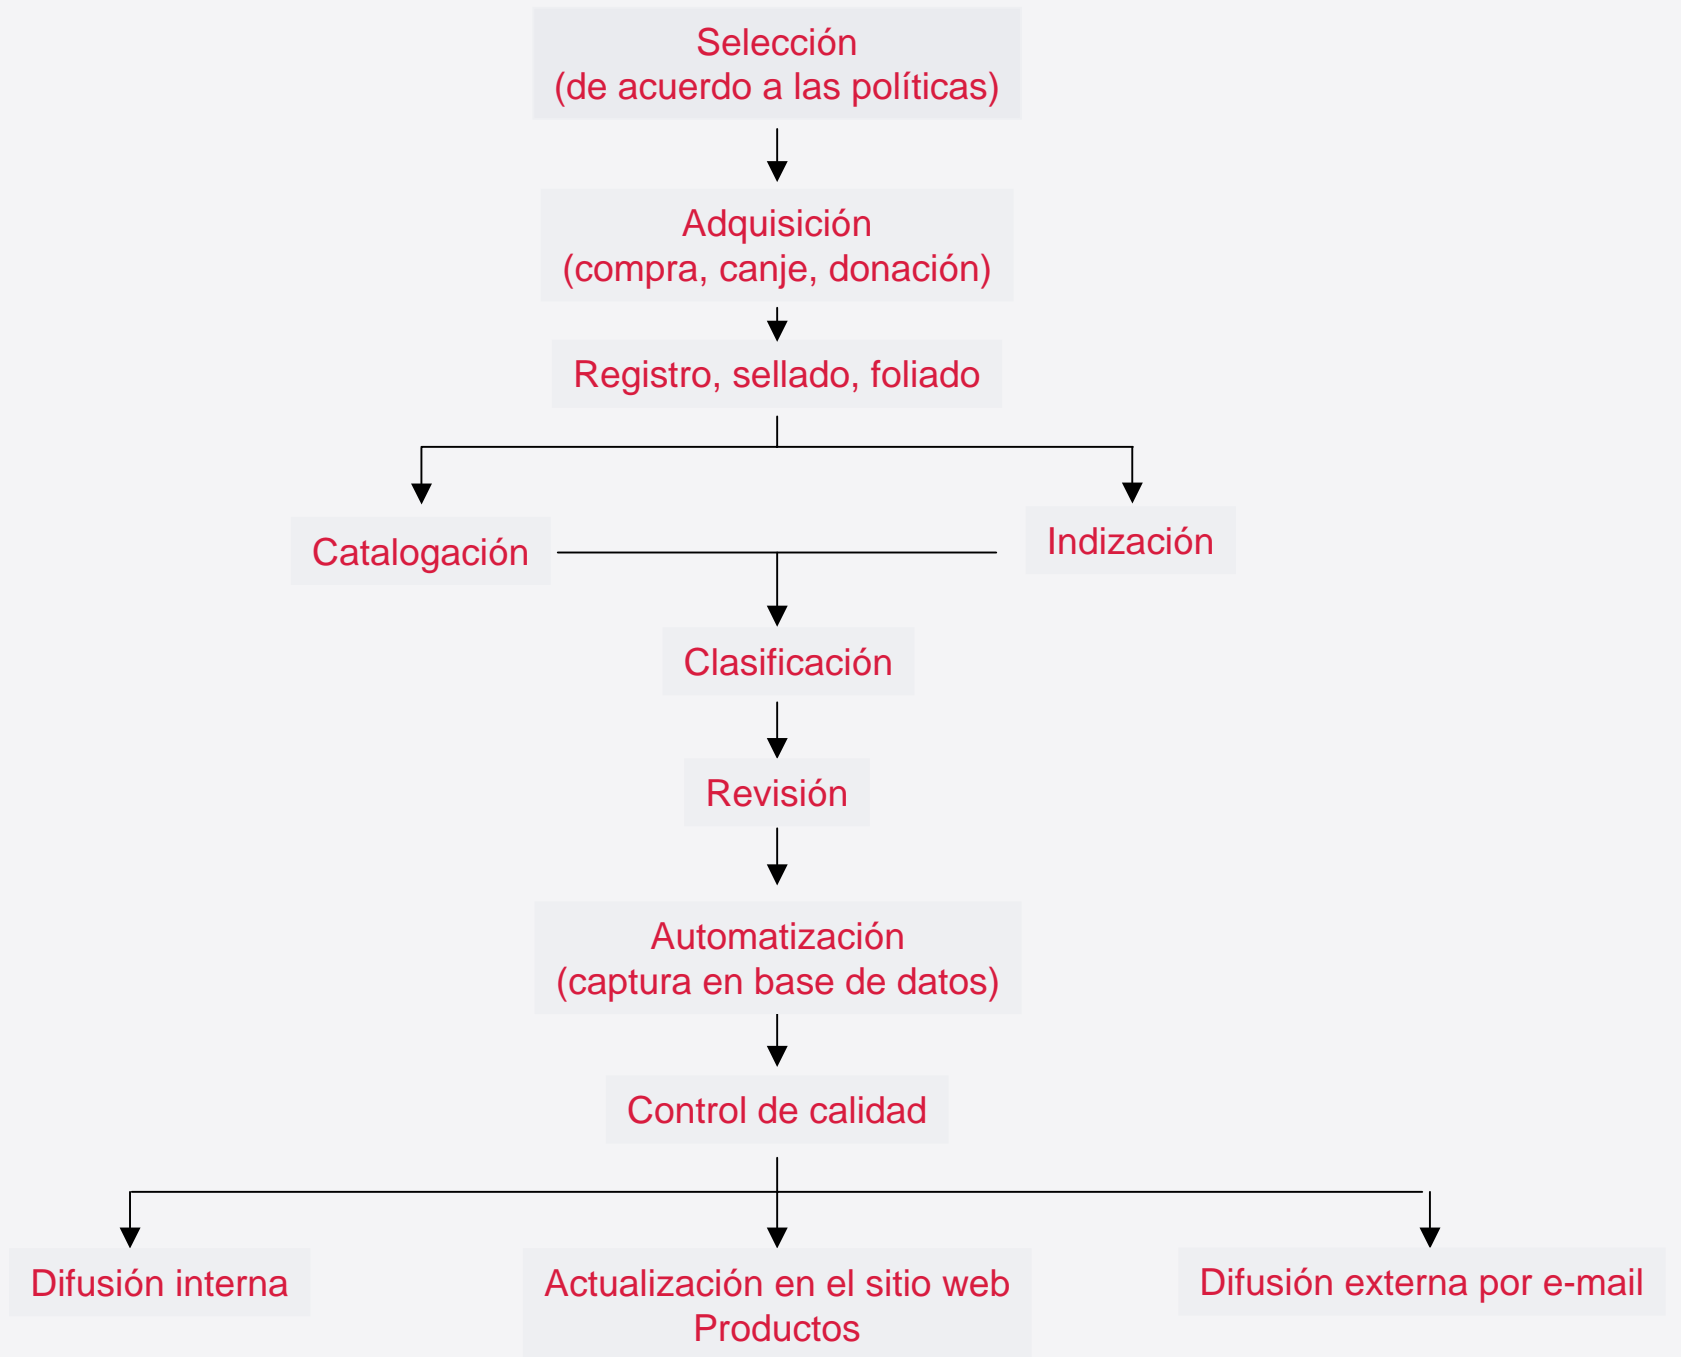 Selección
(de acuerdo a las políticas)
Adquisición
(compra, canje, donación)
Registro, sellado, foliado
Catalogación
Indización
Clasificación
Revisión
Automatización
(captura en base de datos)
Control de calidad
Difusión interna
Actualización en el sitio web
Productos
Difusión externa por e-mail